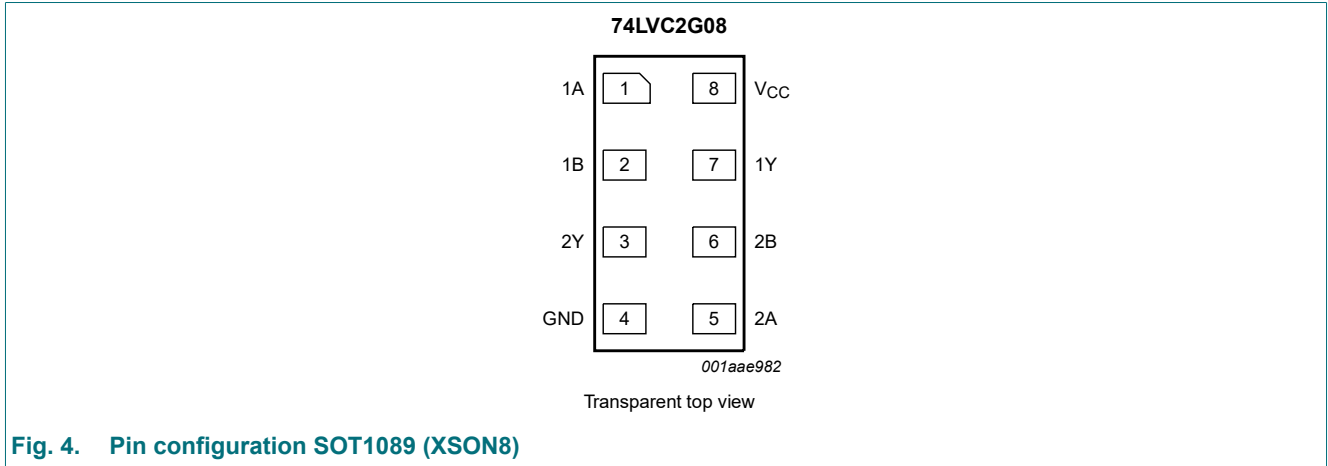 74LVC2G08
1A 1 8 VCC
1B 2 7 1Y
2Y 3 6 2B
GND 4 5 2A
001aae982
Transparent top view
Fig. 4. Pin configuration SOT1089 (XSON8)